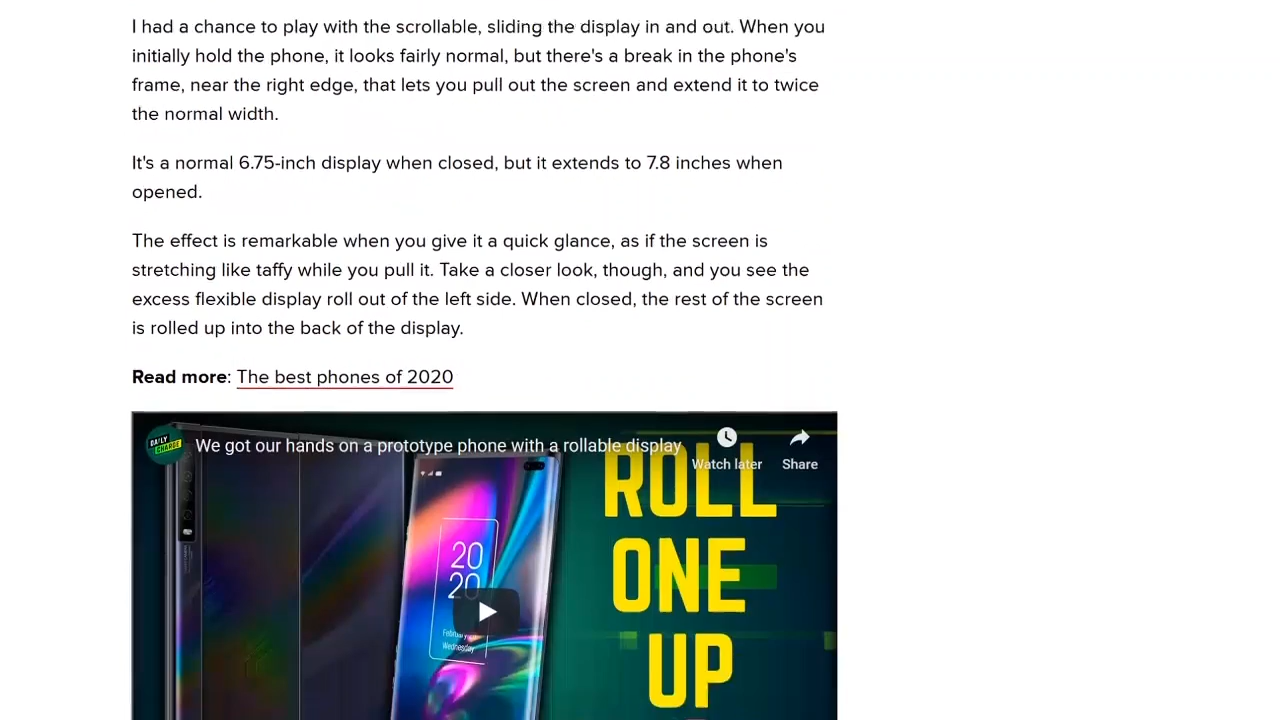 I had a chance to play with the scrollable, sliding the display in and out. When you
initially hold the phone, it looks fairly normal, but there's a break in the phone's
frame, near the right edge, that lets you pull out the screen and extend it to twice
the normal width.
It's a normal 6.75-inch display when closed, but it extends to 7.8 inches when
opened.
The effect is remarkable when you give it a quick glance, as if the screen is
stretching like taffy while you pull it. Take a closer look, though, and you see the
excess flexible display roll out of the left side. When closed, the rest of the screen
is rolled up into the back of the display.
Read more: The best phones of 2020
DAILY
CHARGE
We got our hands on a prototype phone with a rollable display
Watch later
Share
ROLL
ONE
UP
20
20
Wednesday